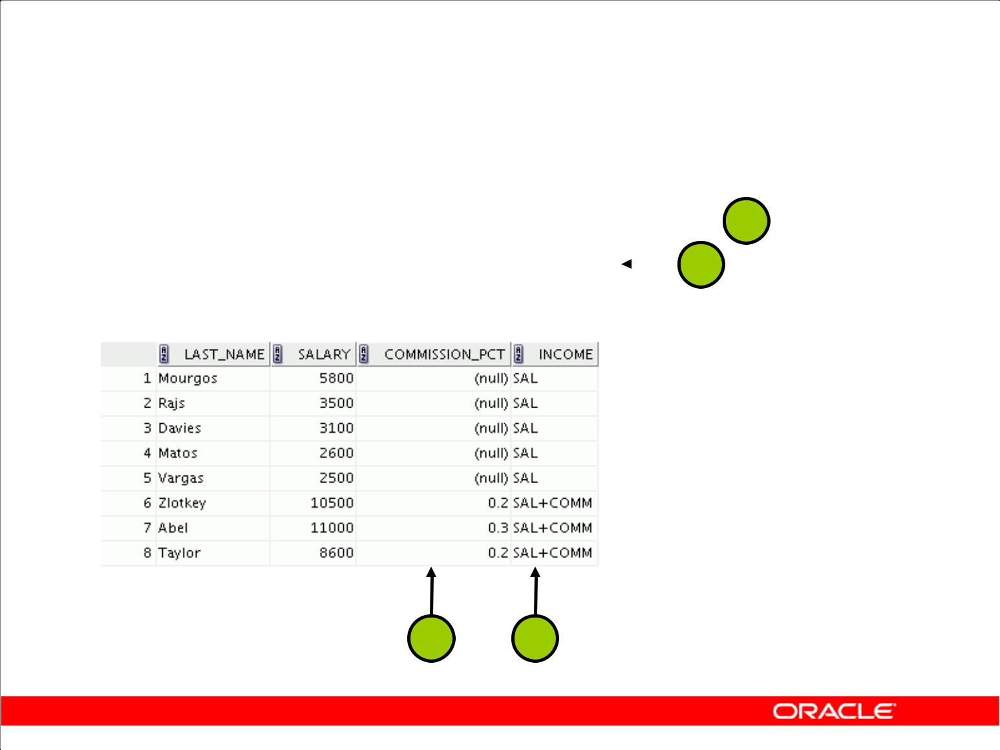 LAST_NAME SALARY COMMISSION_PCT INCOME
1 Mourgos 5800 (null) SAL
2 Rajs 3500 (null) SAL
3 Davies 3100 (null) SAL
4 Matos 2600 (null) SAL
5 Vargas 2500 (null) SAL
6 Zlotkey 10500 0.2 SAL+COMM
7 Abel 11000 0.3 SAL+COMM
8 Taylor 8600 0.2 SAL+COMM
ORACLE